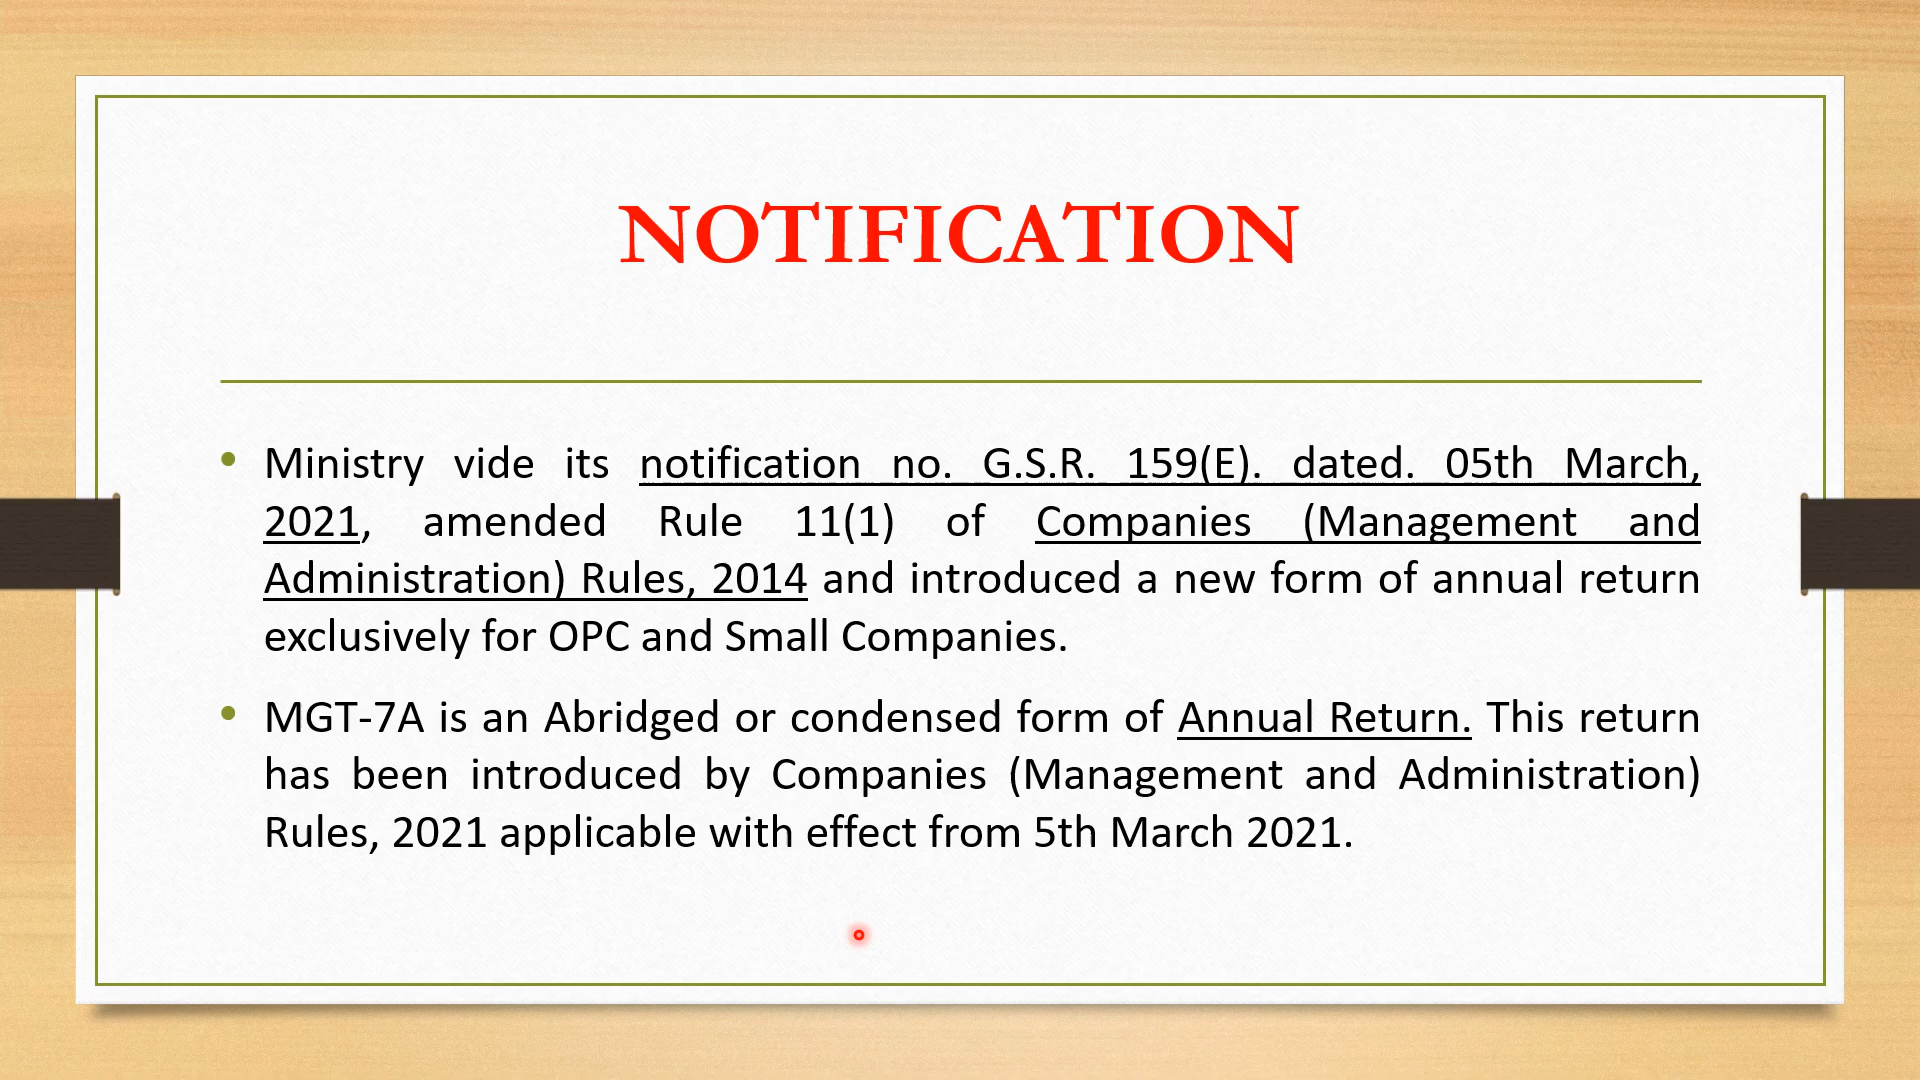 NOTIFICATION
• Ministry vide its notification no. G.S.R. 159(E). dated. 05th March,
2021, amended Rule 11(1) of Companies (Management and
Administration) Rules, 2014 and introduced a new form of annual return
exclusively for OPC and Small Companies.
• MGT-7A is an Abridged or condensed form of Annual Return. This return
has been introduced by Companies (Management and Administration)
Rules, 2021 applicable with effect from 5th March 2021.